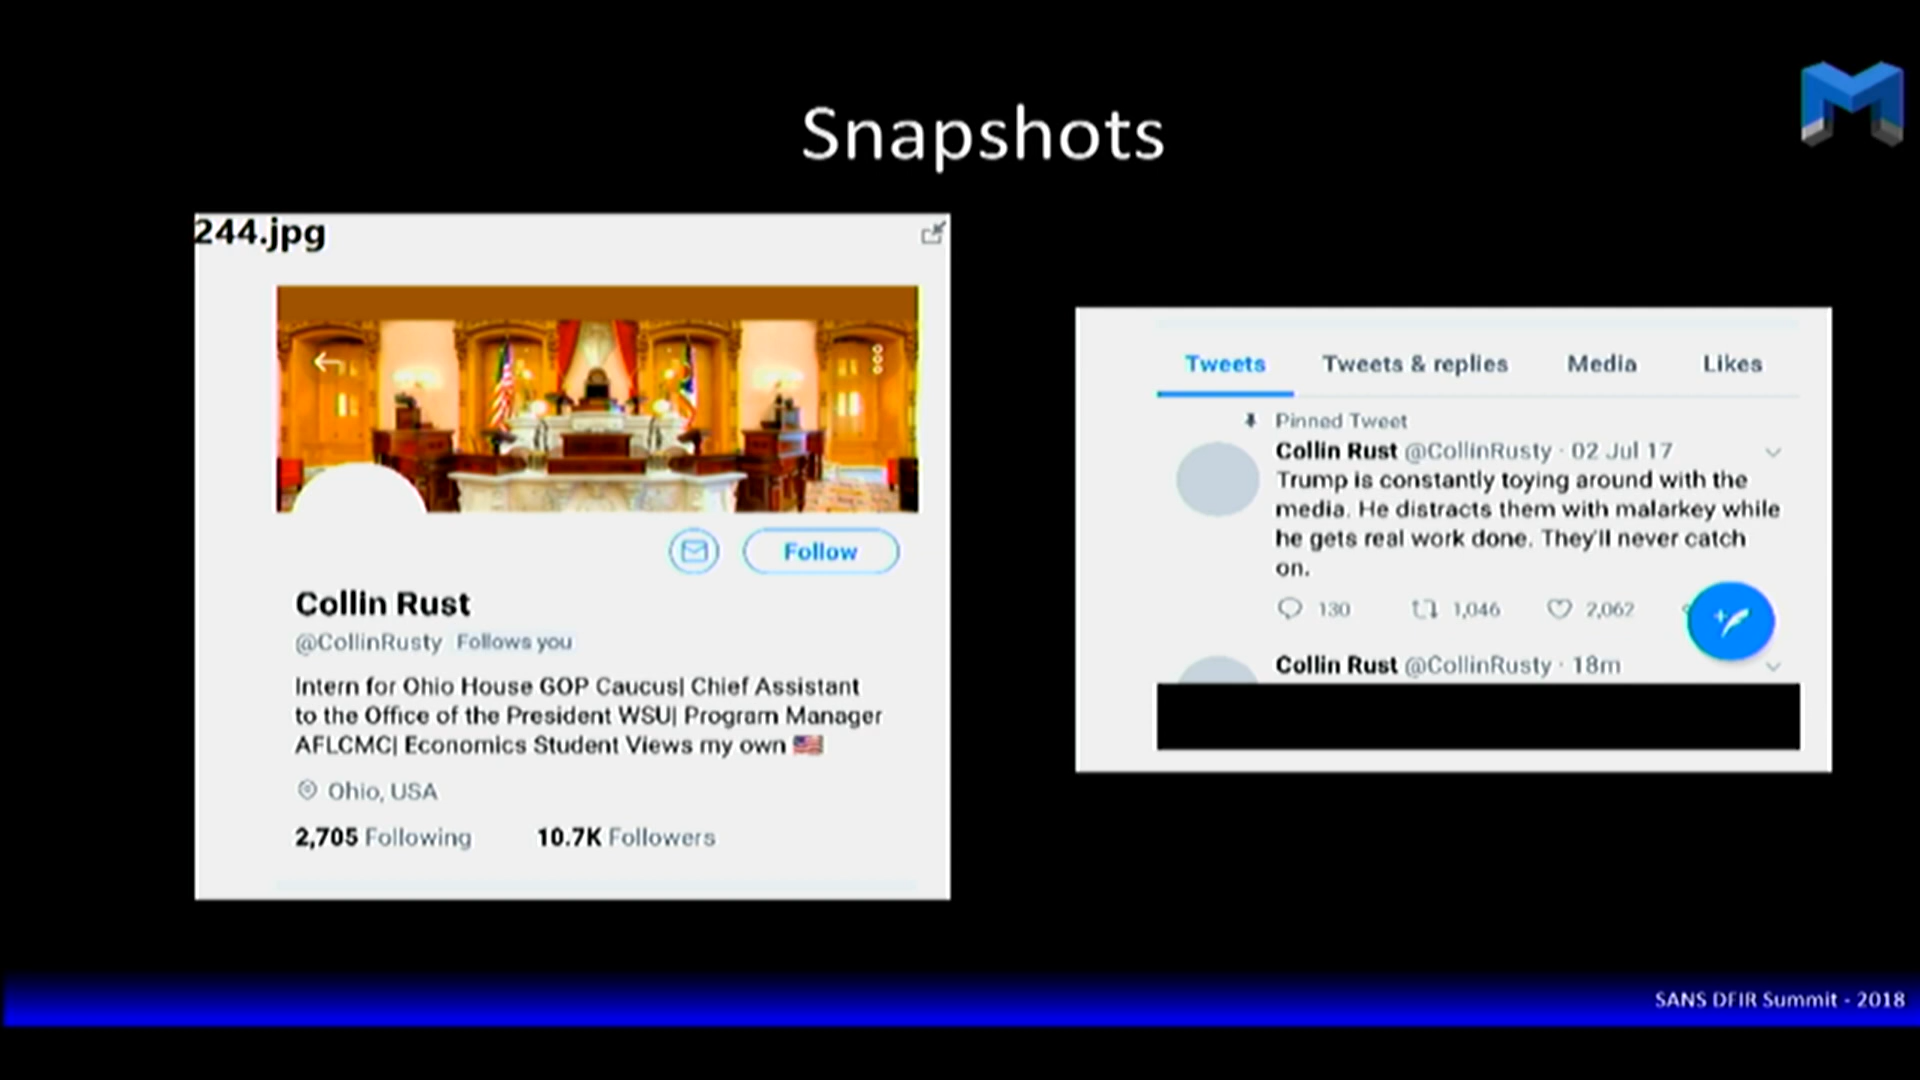 Snapshots
244.jpg
Follow
Collin Rust
@CollinRusty Follows you
Intern for Ohio House GOP Caucus| Chief Assistant
to the Office of the President WSU| Program Manager
AFLCMC| Economics Student Views my own 🇺🇸
Ohio, USA
2,705 Following 10.7K Followers
Tweets Tweets & replies Media Likes
Pinned Tweet
Collin Rust @CollinRusty · 02 Jul 17
Trump is constantly toying around with the
media. He distracts them with malarkey while
he gets real work done. They'll never catch
on.
130 1,046 2,062
Collin Rust @CollinRusty · 18m
SANS DFIR Summit - 2018